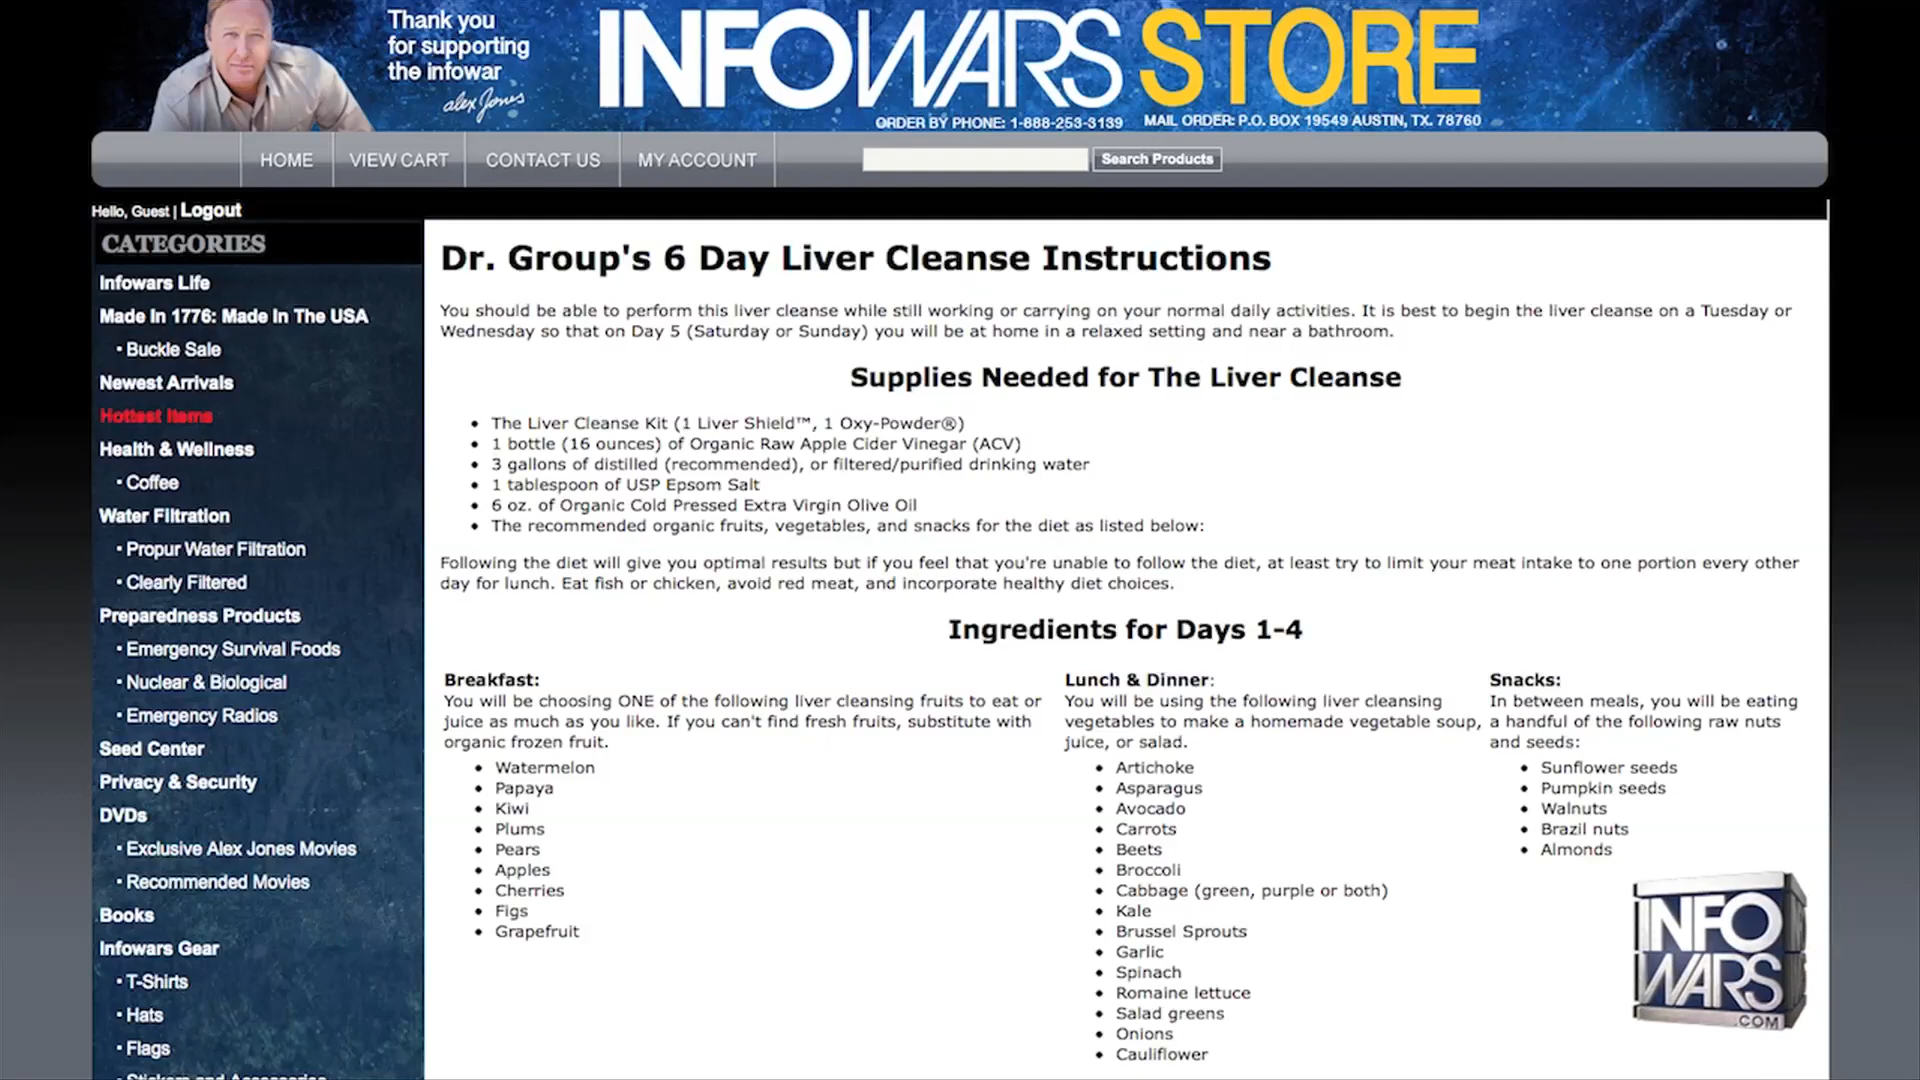 Thank you
for supporting
the infowar
alex Jones
INFOWARS STORE
ORDER BY PHONE: 1-888-253-3139 MAIL ORDER: P.O. BOX 19549 AUSTIN, TX. 78760
HOME VIEW CART CONTACT US MY ACCOUNT Search Products
Hello, Guest | Logout
CATEGORIES
Infowars Life
Made In 1776: Made In The USA
• Buckle Sale
Newest Arrivals
Hottest Items
Health & Wellness
• Coffee
Water Filtration
• Propur Water Filtration
• Clearly Filtered
Preparedness Products
• Emergency Survival Foods
• Nuclear & Biological
• Emergency Radios
Seed Center
Privacy & Security
DVDs
• Exclusive Alex Jones Movies
• Recommended Movies
Books
Infowars Gear
• T-Shirts
• Hats
• Flags
• Stickers and Accessories
Dr. Group's 6 Day Liver Cleanse Instructions
You should be able to perform this liver cleanse while still working or carrying on your normal daily activities. It is best to begin the liver cleanse on a Tuesday or
Wednesday so that on Day 5 (Saturday or Sunday) you will be at home in a relaxed setting and near a bathroom.
Supplies Needed for The Liver Cleanse
• The Liver Cleanse Kit (1 Liver Shield™, 1 Oxy-Powder®)
• 1 bottle (16 ounces) of Organic Raw Apple Cider Vinegar (ACV)
• 3 gallons of distilled (recommended), or filtered/purified drinking water
• 1 tablespoon of USP Epsom Salt
• 6 oz. of Organic Cold Pressed Extra Virgin Olive Oil
• The recommended organic fruits, vegetables, and snacks for the diet as listed below:
Following the diet will give you optimal results but if you feel that you're unable to follow the diet, at least try to limit your meat intake to one portion every other
day for lunch. Eat fish or chicken, avoid red meat, and incorporate healthy diet choices.
Ingredients for Days 1-4
Breakfast:
You will be choosing ONE of the following liver cleansing fruits to eat or
juice as much as you like. If you can't find fresh fruits, substitute with
organic frozen fruit.
• Watermelon
• Papaya
• Kiwi
• Plums
• Pears
• Apples
• Cherries
• Figs
• Grapefruit
Lunch & Dinner:
You will be using the following liver cleansing
vegetables to make a homemade vegetable soup,
juice, or salad.
• Artichoke
• Asparagus
• Avocado
• Carrots
• Beets
• Broccoli
• Cabbage (green, purple or both)
• Kale
• Brussel Sprouts
• Garlic
• Spinach
• Romaine lettuce
• Salad greens
• Onions
• Cauliflower
Snacks:
In between meals, you will be eating
a handful of the following raw nuts
and seeds:
• Sunflower seeds
• Pumpkin seeds
• Walnuts
• Brazil nuts
• Almonds
INFO
WARS
.COM